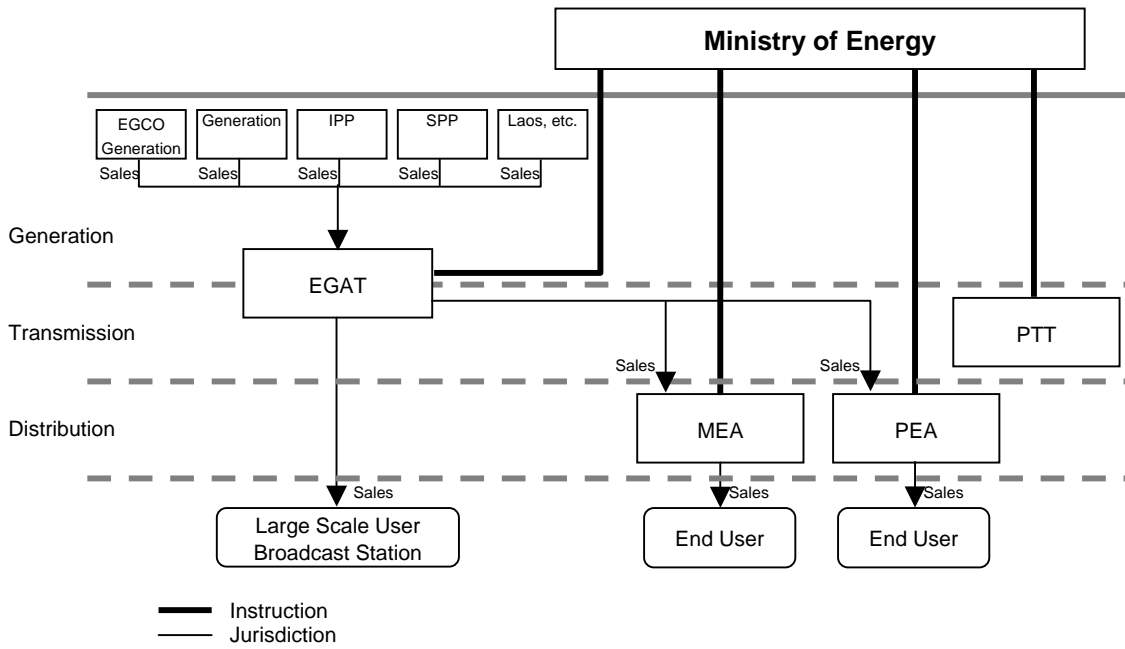 Ministry of Energy
EGCO
Generation
Generation
IPP
SPP
Laos, etc.
Sales
Sales
Sales
Sales
Sales
Generation
EGAT
Transmission
PTT
Sales
Sales
Distribution
MEA
PEA
Sales
Sales
Sales
Large Scale User
Broadcast Station
End User
End User
Instruction
Jurisdiction